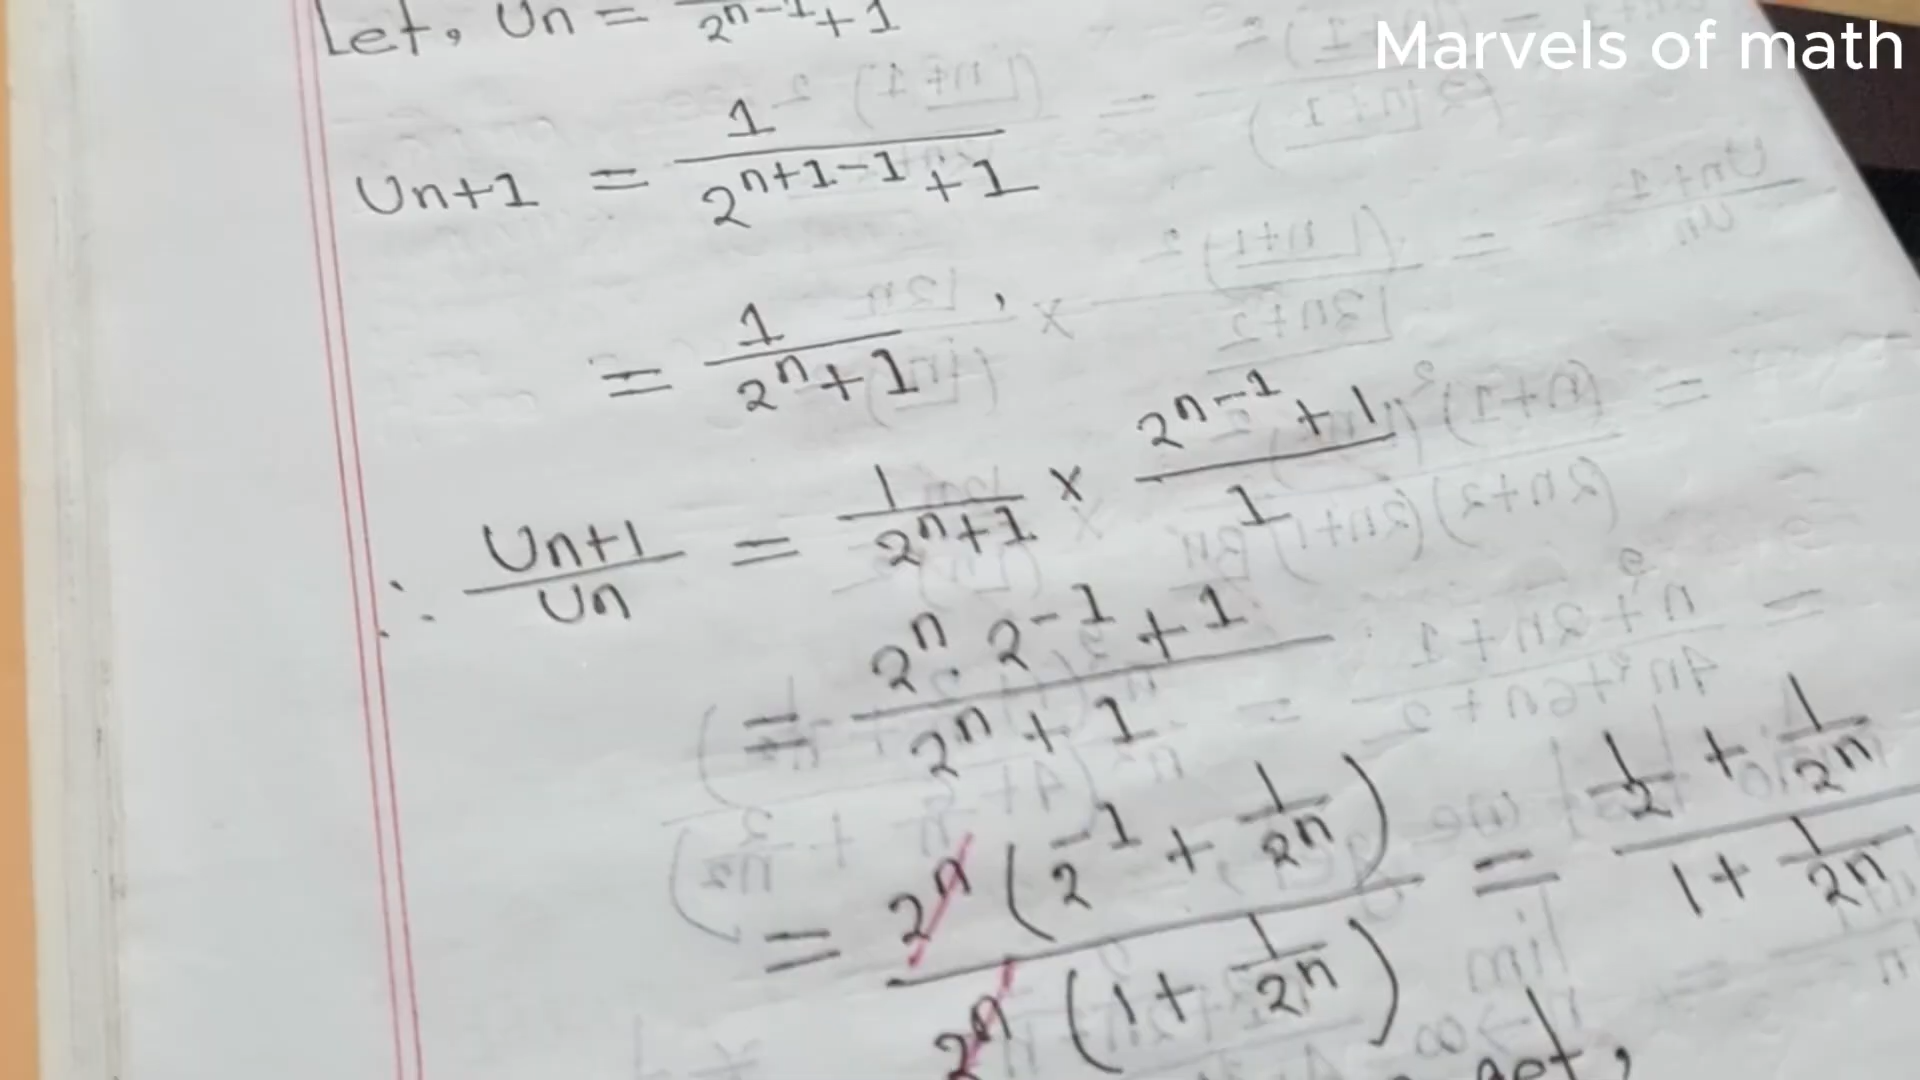 Marvels of math
Let, Un = 1/(2^(n-1)+1)
Un+1 = 1/(2^(n+1-1)+1)
= 1/(2^n+1)
∴ Un+1/Un = 1/(2^n+1) × (2^(n-1)+1)/1
= (2^n . 2^-1 + 1)/(2^n + 1)
= 2^n (2^-1 + 1/2^n) / 2^n (1 + 1/2^n) = (1/2 + 1/2^n)/(1 + 1/2^n)
get,